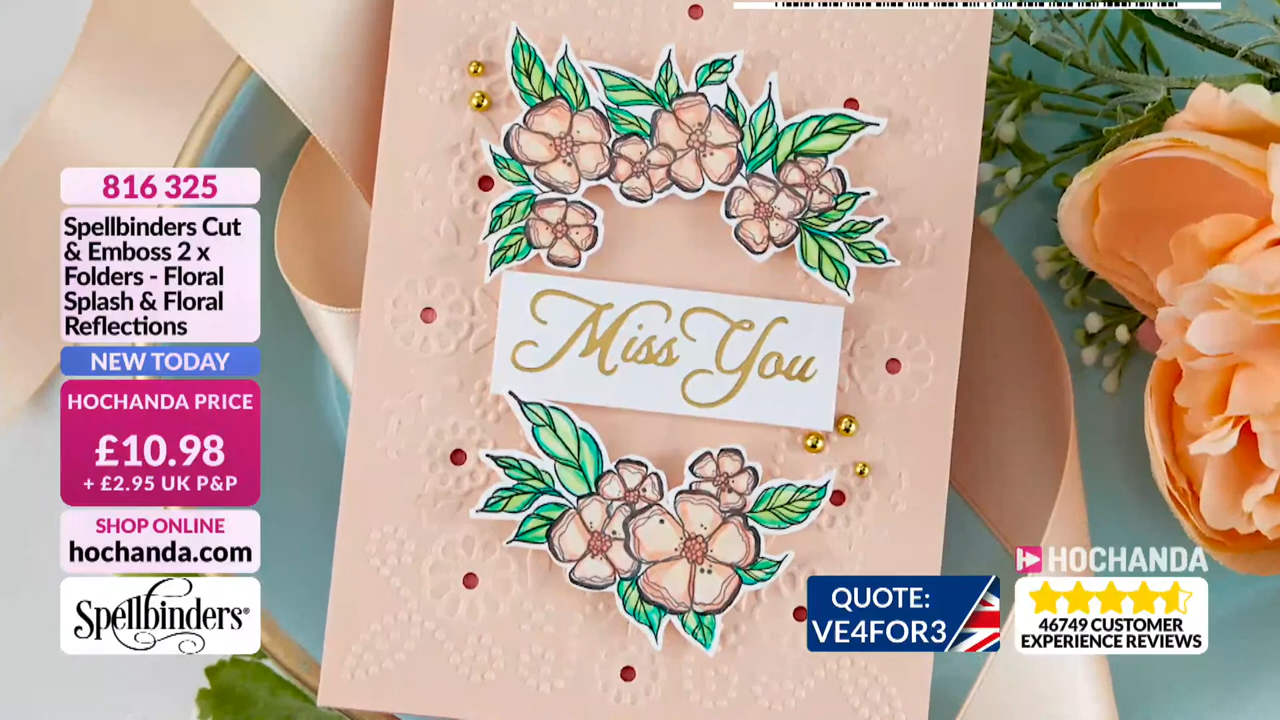 816 325
Spellbinders Cut
& Emboss 2 x
Folders - Floral
Splash & Floral
Reflections
NEW TODAY
HOCHANDA PRICE
£10.98
+ £2.95 UK P&P
SHOP ONLINE
hochanda.com
Spellbinders®
Miss You
QUOTE:
VE4FOR3
HOCHANDA
46749 CUSTOMER
EXPERIENCE REVIEWS